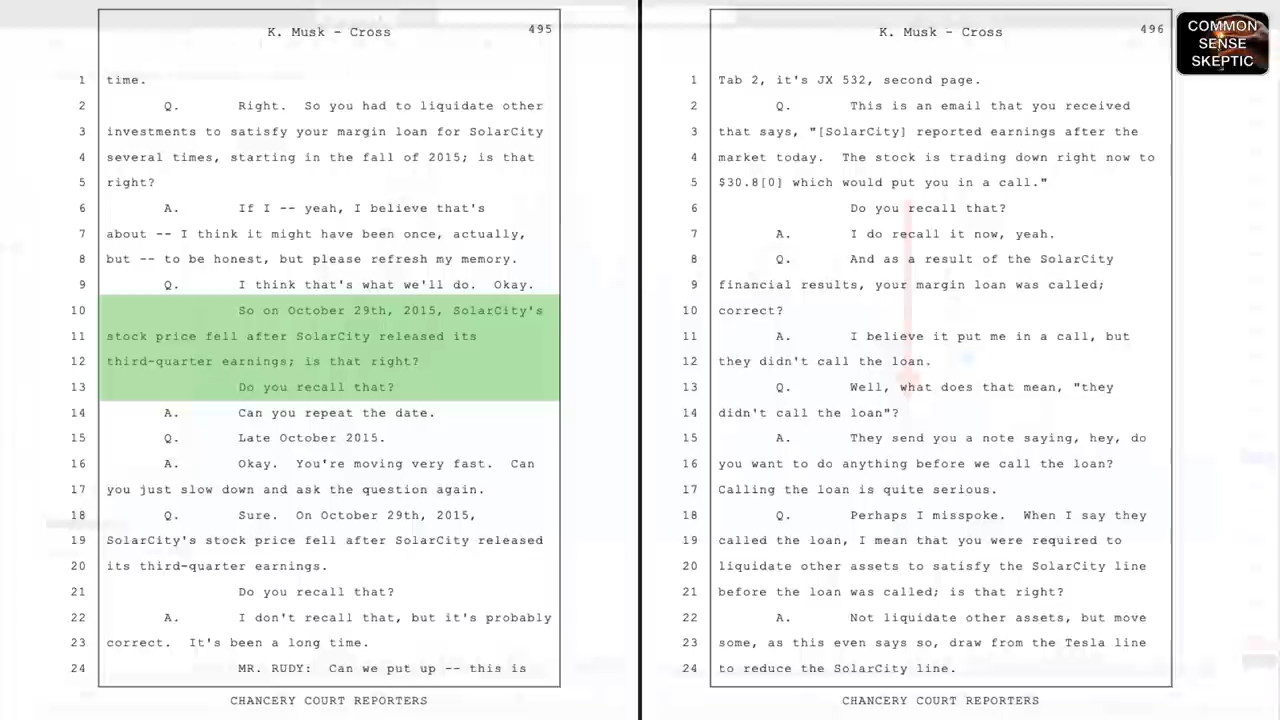 K. Musk - Cross 495
1 time.
2 Q. Right. So you had to liquidate other
3 investments to satisfy your margin loan for SolarCity
4 several times, starting in the fall of 2015; is that
5 right?
6 A. If I -- yeah, I believe that's
7 about -- I think it might have been once, actually,
8 but -- to be honest, but please refresh my memory.
9 Q. I think that's what we'll do. Okay.
10 So on October 29th, 2015, SolarCity's
11 stock price fell after SolarCity released its
12 third-quarter earnings; is that right?
13 Do you recall that?
14 A. Can you repeat the date.
15 Q. Late October 2015.
16 A. Okay. You're moving very fast. Can
17 you just slow down and ask the question again.
18 Q. Sure. On October 29th, 2015,
19 SolarCity's stock price fell after SolarCity released
20 its third-quarter earnings.
21 Do you recall that?
22 A. I don't recall that, but it's probably
23 correct. It's been a long time.
24 MR. RUDY: Can we put up -- this is
CHANCERY COURT REPORTERS
K. Musk - Cross 496
1 Tab 2, it's JX 532, second page.
2 Q. This is an email that you received
3 that says, "[SolarCity] reported earnings after the
4 market today. The stock is trading down right now to
5 $30.8[0] which would put you in a call."
6 Do you recall that?
7 A. I do recall it now, yeah.
8 Q. And as a result of the SolarCity
9 financial results, your margin loan was called;
10 correct?
11 A. I believe it put me in a call, but
12 they didn't call the loan.
13 Q. Well, what does that mean, "they
14 didn't call the loan"?
15 A. They send you a note saying, hey, do
16 you want to do anything before we call the loan?
17 Calling the loan is quite serious.
18 Q. Perhaps I misspoke. When I say they
19 called the loan, I mean that you were required to
20 liquidate other assets to satisfy the SolarCity line
21 before the loan was called; is that right?
22 A. Not liquidate other assets, but move
23 some, as this even says so, draw from the Tesla line
24 to reduce the SolarCity line.
CHANCERY COURT REPORTERS
COMMON
SENSE
SKEPTIC